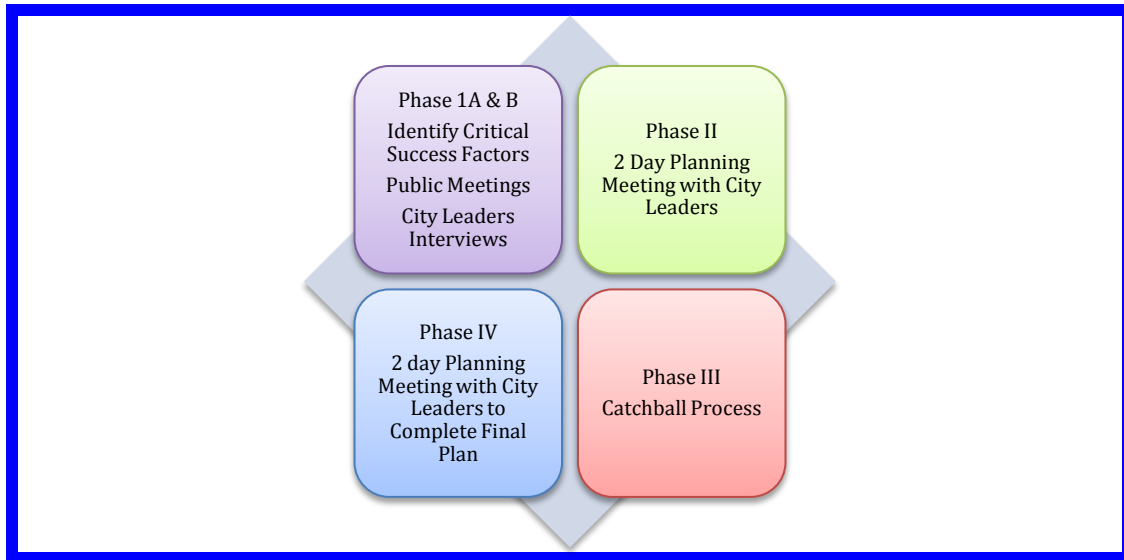 Phase 1A & B
Identify Critical
Success Factors
Public Meetings
City Leaders
Interviews
Phase II
2 Day Planning
Meeting with City
Leaders
Phase IV
2 day Planning
Meeting with City
Leaders to
Complete Final
Plan
Phase III
Catchball Process